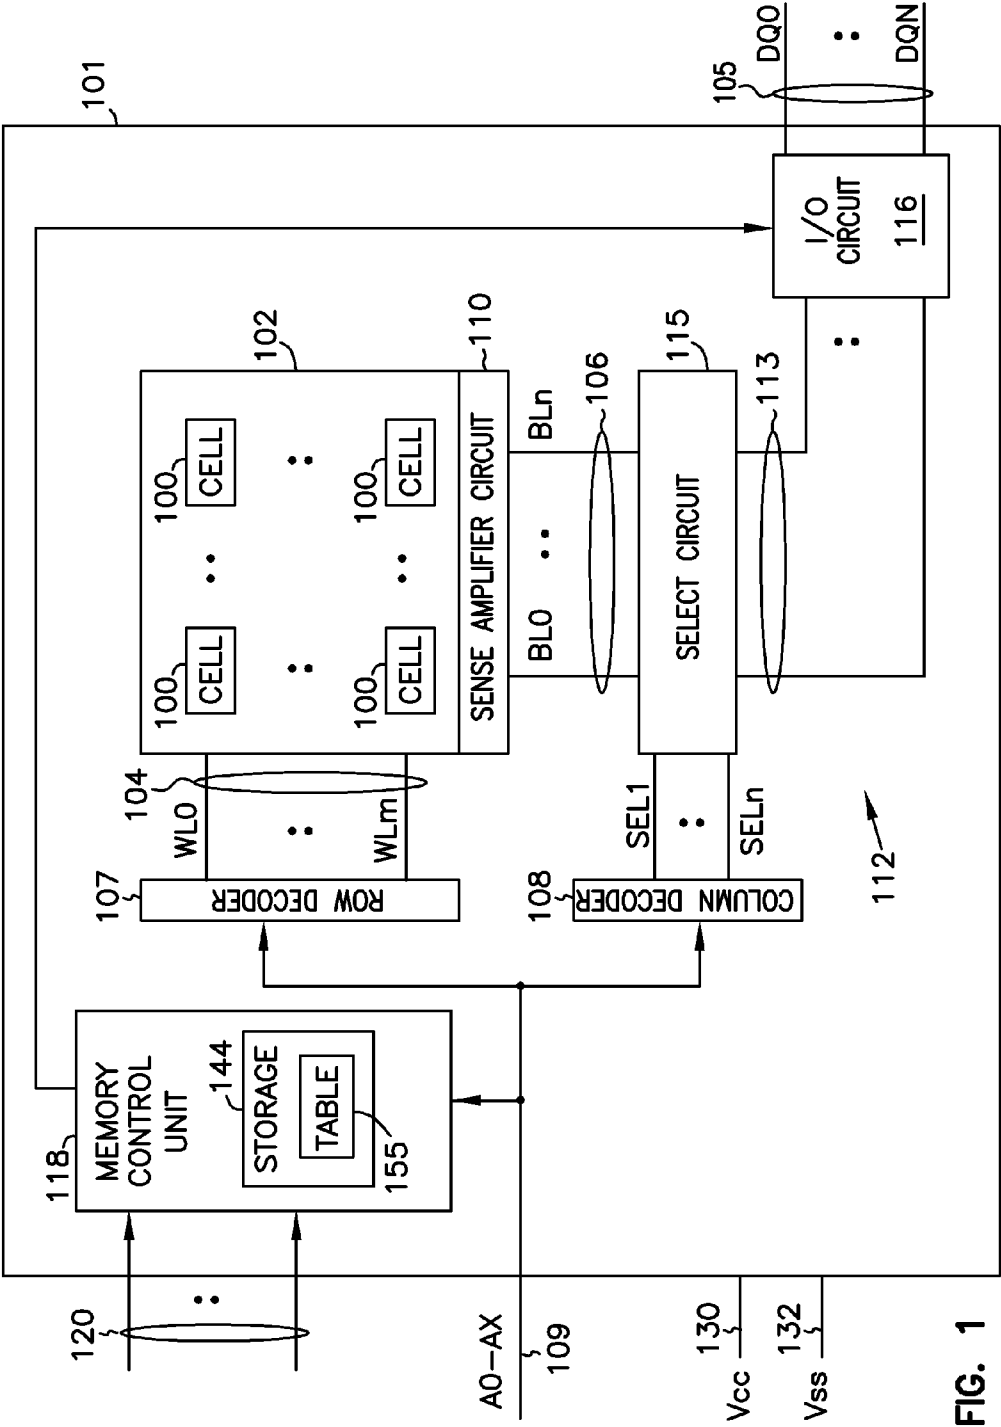 101
120
118
MEMORY
CONTROL
UNIT
144
STORAGE
TABLE
155
107
ROW DECODER
104
WL0
WLm
102
100
CELL
100
CELL
100
CELL
100
CELL
SENSE AMPLIFIER CIRCUIT
110
BL0
BLn
106
108
COLUMN DECODER
SEL1
SELn
SELECT CIRCUIT
115
113
I/O
CIRCUIT
116
105
DQ0
DQN
A0-AX
109
Vcc
130
Vss
132
112
FIG. 1